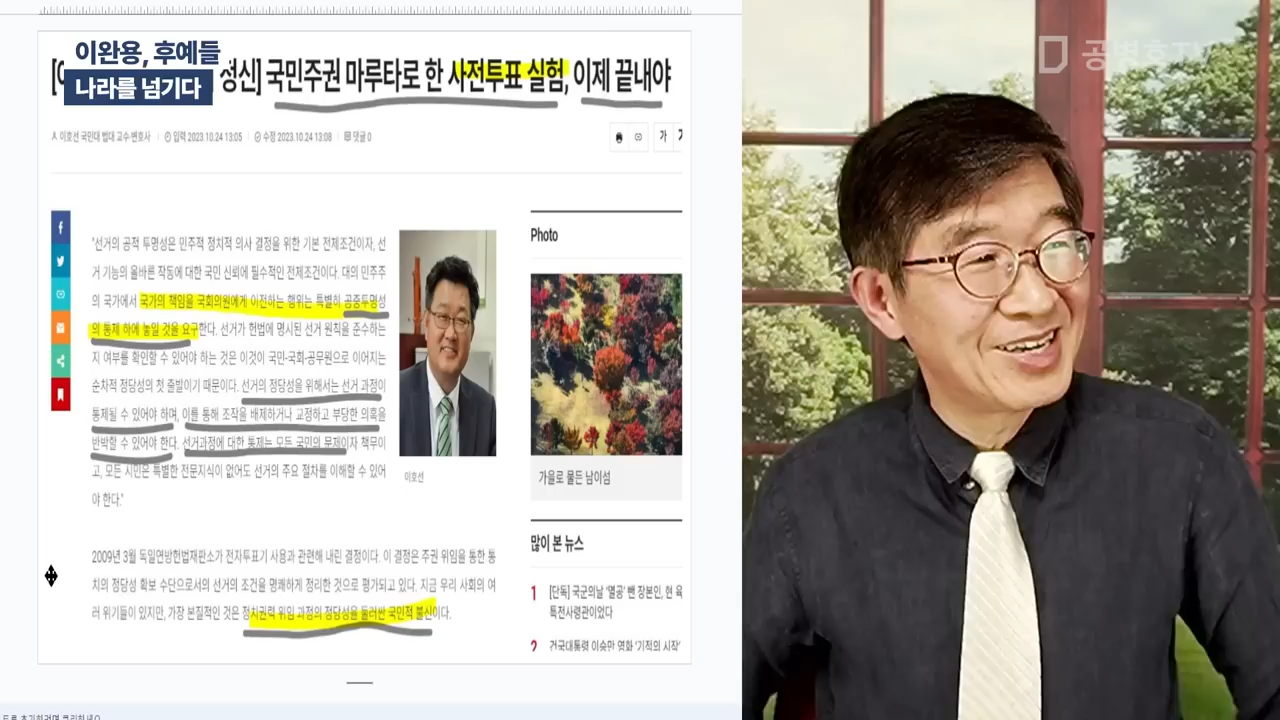 이완용, 후예들
나라를 넘기다
정신] 국민주권 마루타로 한 사전투표 실험, 이제 끝내야
이호선 국민대 법대 교수·변호사 입력 2023.10.24 13:05 수정 2023.10.24 13:08 댓글 0
가
"선거의 공적 투명성은 민주적 정치적 의사 결정을 위한 기본 전제조건이자, 선
거 기능의 올바른 작동에 대한 국민 신뢰에 필수적인 전제조건이다. 대의 민주주
의 국가에서 국가의 책임을 국회의원에게 이전하는 행위는 특별히 공중투명성
의 통제 하에 놓일 것을 요구한다. 선거가 헌법에 명시된 선거 원칙을 준수하는
지 여부를 확인할 수 있어야 하는 것은 이것이 국민·국회·공무원으로 이어지는
순차적 정당성의 첫 출발이기 때문이다. 선거의 정당성을 위해서는 선거 과정이
통제될 수 있어야 하며, 이를 통해 조작을 배제하거나 교정하고 부당한 의혹을
반박할 수 있어야 한다. 선거과정에 대한 통제는 모든 국민의 문제이자 책무이
고, 모든 시민은 특별한 전문지식이 없어도 선거의 주요 절차를 이해할 수 있어
야 한다."
이호선
2009년 3월 독일연방헌법재판소가 전자투표기 사용과 관련해 내린 결정이다. 이 결정은 주권 위임을 통한 통
치의 정당성 확보 수단으로서의 선거의 조건을 명쾌하게 정리한 것으로 평가되고 있다. 지금 우리 사회의 여
러 위기들이 있지만, 가장 본질적인 것은 정치권력 위임 과정의 정당성을 둘러싼 국민적 불신이다.
Photo
가을로 물든 남이섬
많이 본 뉴스
1 [단독] 국군의날 '멸공' 뺀 장본인, 현 육
특전사령관이었다
2 건국대통령 이승만 영화 '기적의 시작'
공병호TV